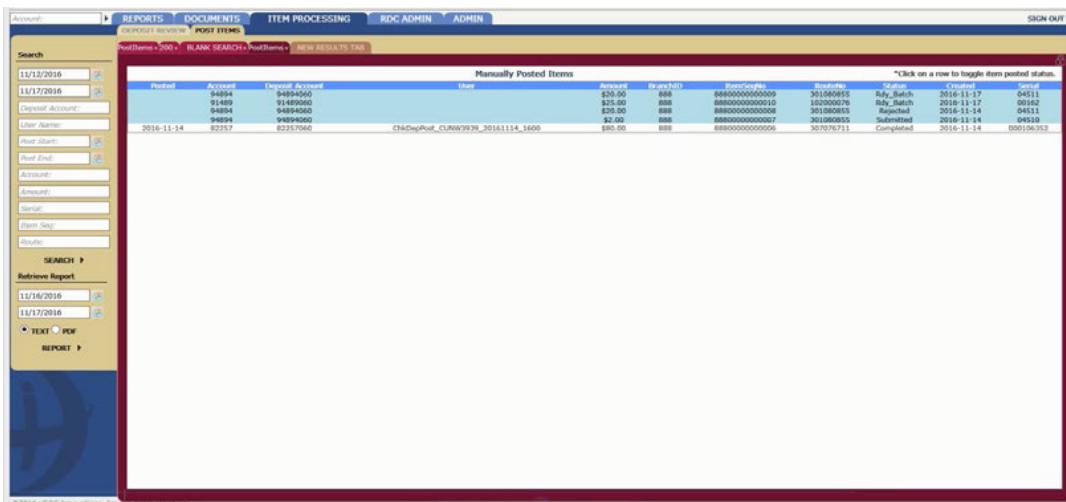 Account: REPORTS DOCUMENTS ITEM PROCESSING RDC ADMIN ADMIN SIGN OUT
DEPOSIT REVIEW POST ITEMS
PostItems 200 BLANK SEARCH PostItems NEW RESULTS TAB
Search
11/12/2016
11/17/2016
Deposit Account:
User Name:
Post Start:
Post End:
Account:
Amount:
Serial:
Item Seq:
Route:
SEARCH
Retrieve Report
11/16/2016
11/17/2016
TEXT PDF
REPORT
Manually Posted Items *Click on a row to toggle item posted status.
Posted Account Deposit Account User Amount BranchID ItemSeqNo RouteNo Status Created Serial
94894 94894060 $20.00 888 88800000000009 301080855 Rdy_Batch 2016-11-17 04511
91489 91489060 $25.00 888 88800000000010 102000076 Rdy_Batch 2016-11-17 00162
94894 94894060 $20.00 888 88800000000008 301080855 Rejected 2016-11-14 04511
94894 94894060 $2.00 888 88800000000007 301080855 Submitted 2016-11-14 04510
2016-11-14 82257 82257060 ChkDepPost_CUNW3939_20161114_1600 $80.00 888 88800000000006 307076711 Completed 2016-11-14 000106352